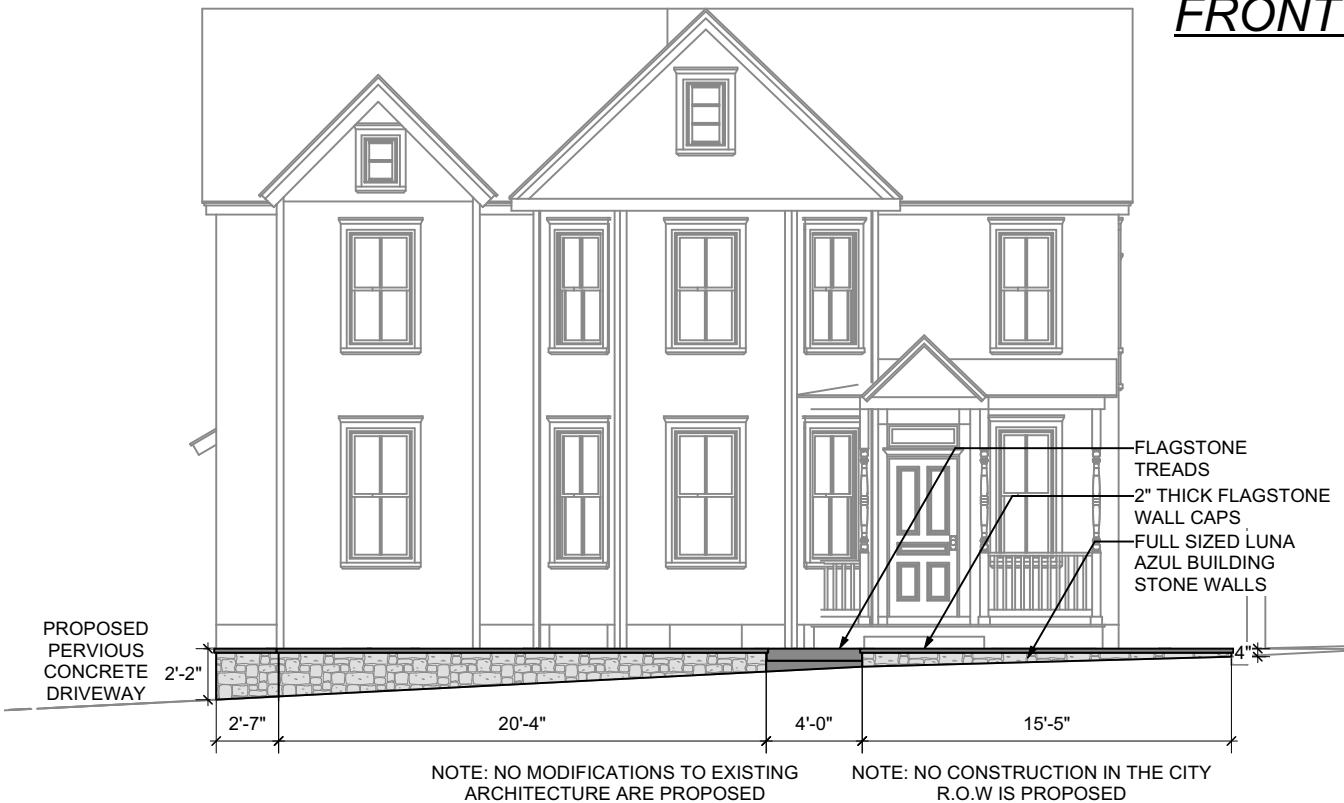 FRONT
FLAGSTONE
TREADS
2" THICK FLAGSTONE
WALL CAPS
FULL SIZED LUNA
AZUL BUILDING
STONE WALLS
PROPOSED
PERVIOUS
CONCRETE
DRIVEWAY
2'-2"
4"
2'-7"
20'-4"
4'-0"
15'-5"
NOTE: NO MODIFICATIONS TO EXISTING
ARCHITECTURE ARE PROPOSED
NOTE: NO CONSTRUCTION IN THE CITY
R.O.W IS PROPOSED